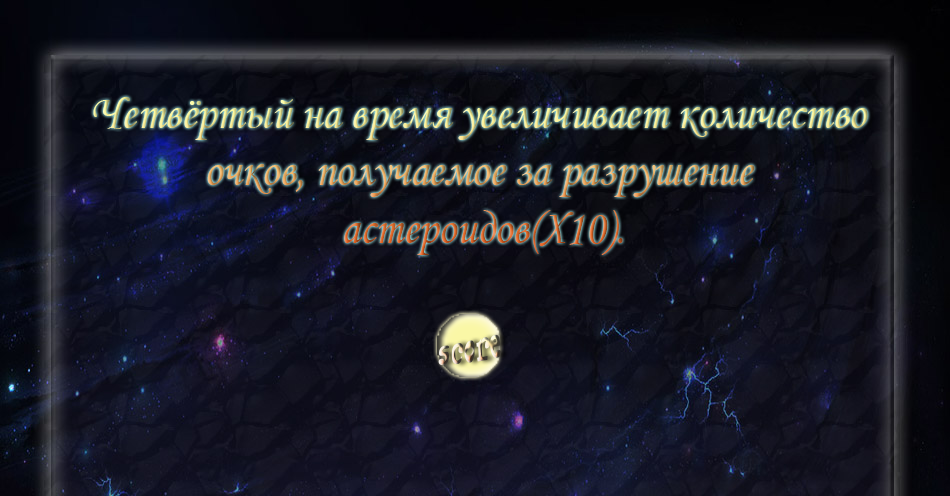 Четвёртый на время увеличивает количество
очков, получаемое за разрушение
астероидов(X10).
score